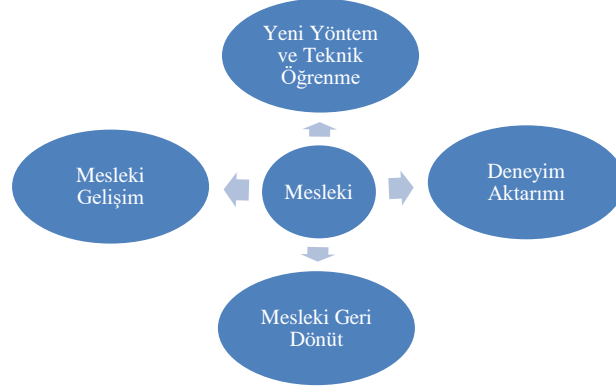 Yeni Yöntem
ve Teknik
Öğrenme
Mesleki
Gelişim
Mesleki
Deneyim
Aktarımı
Mesleki Geri
Dönüt